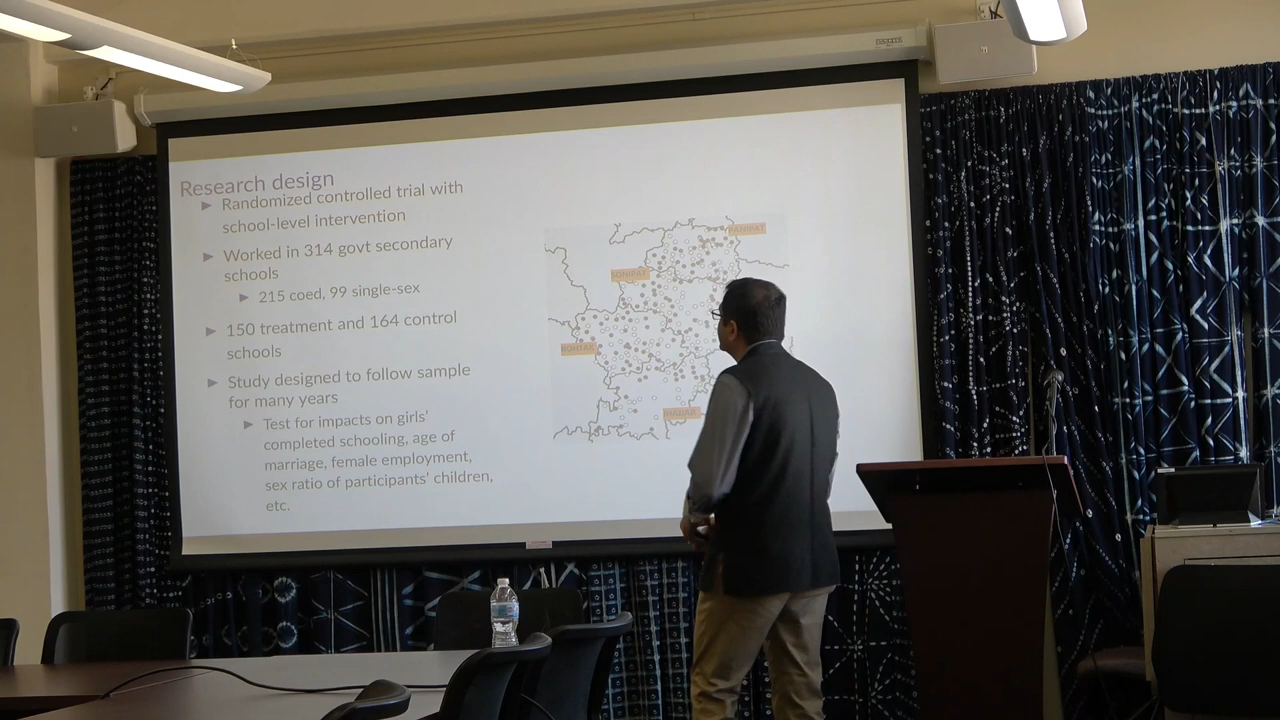 Research design
► Randomized controlled trial with
school-level intervention
► Worked in 314 govt secondary
schools
► 215 coed, 99 single-sex
► 150 treatment and 164 control
schools
► Study designed to follow sample
for many years
► Test for impacts on girls'
completed schooling, age of
marriage, female employment,
sex ratio of participants' children,
etc.
PANIPAT
SONIPAT
ROHTAK
JHAJJAR